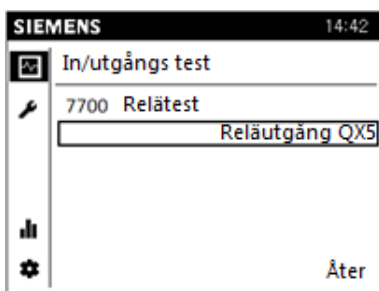 SIEMENS 14:42
In/utgångs test
7700 Relätest
Reläutgång QX5
Åter